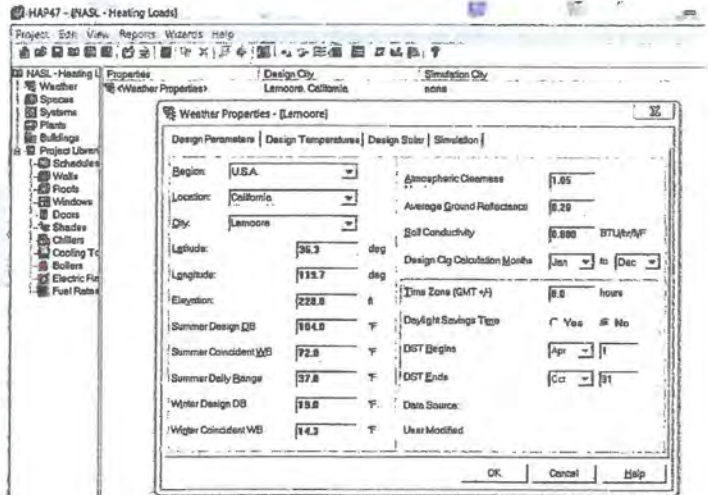 HAP47 - [NASL - Heating Loads]
Project Edit View Reports Wizards Help
NASL - Heating L
Weather
Spaces
Systems
Plants
Buildings
Project Librar
Schedules
Walls
Roofs
Windows
Doors
Shades
Chillers
Cooling To
Boilers
Electric
Fuel Rates
Properties Design City Simulation City
<Weather Properties> Lemoore, California none
Weather Properties - [Lemoore]
Design Parameters Design Temperatures Design Solar Simulation
Region: U.S.A.
Location: California
City: Lemoore
Latitude: 36.3 deg
Longitude: 119.7 deg
Elevation: 228.0 ft
Summer Design DB 104.0 °F
Summer Coincident WB 72.0 °F
Summer Daily Range 37.0 °F
Winter Design DB 19.0 °F
Winter Coincident WB 14.3 °F
Atmospheric Clearness 1.05
Average Ground Reflectance 0.20
Soil Conductivity 0.800 BTU/hr/ft/F
Design Clg Calculation Months Jan to Dec
Time Zone (GMT +/-) 8.0 hours
Daylight Savings Time Yes No
DST Begins Apr 1
DST Ends Oct 31
Data Source:
User Modified
OK Cancel Help